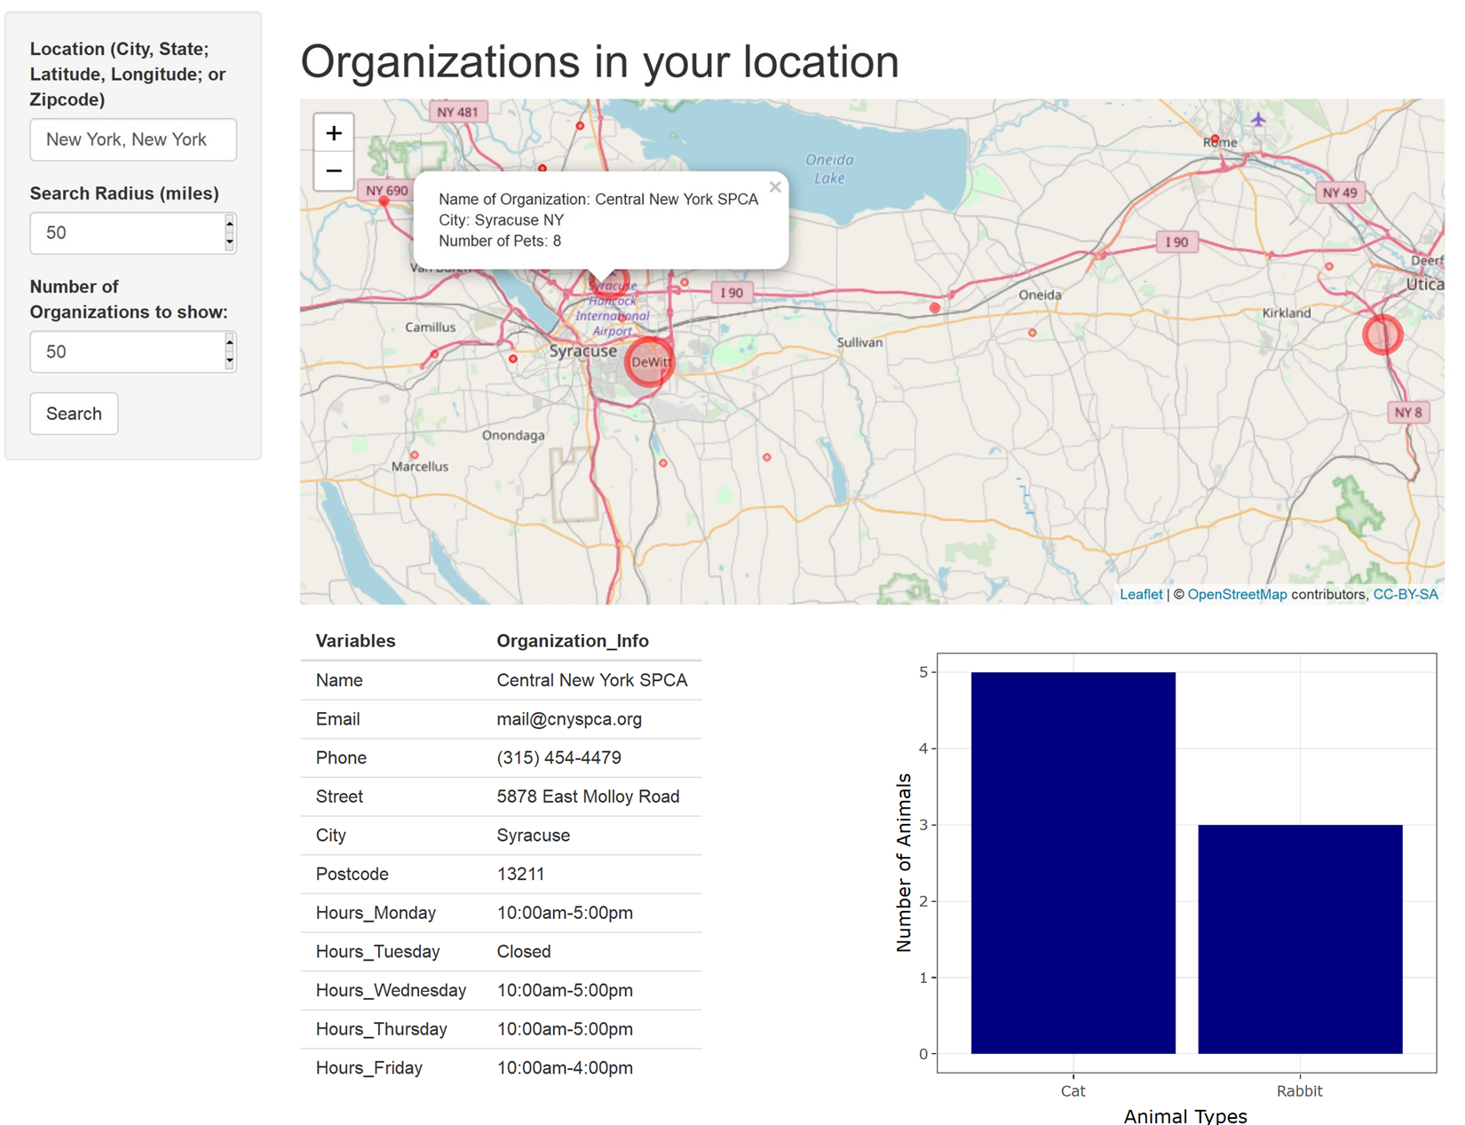 Location (City, State;
Latitude, Longitude; or
Zipcode)
New York, New York
Search Radius (miles)
50
Number of
Organizations to show:
50
Search
Organizations in your location
+
−
NY 481
Oneida
Lake
Rome
NY 690
NY 49
Name of Organization: Central New York SPCA ×
City: Syracuse NY
Number of Pets: 8
I 90
Deerf
Utica
Syracuse
Hancock
International
Airport
I 90
Oneida
Kirkland
Camillus
Sullivan
Syracuse
DeWitt
NY 8
Onondaga
Marcellus
Leaflet | © OpenStreetMap contributors, CC-BY-SA
Variables Organization_Info
Name Central New York SPCA
Email mail@cnyspca.org
Phone (315) 454-4479
Street 5878 East Molloy Road
City Syracuse
Postcode 13211
Hours_Monday 10:00am-5:00pm
Hours_Tuesday Closed
Hours_Wednesday 10:00am-5:00pm
Hours_Thursday 10:00am-5:00pm
Hours_Friday 10:00am-4:00pm
5
4
3
2
1
0
Number of Animals
Cat Rabbit
Animal Types